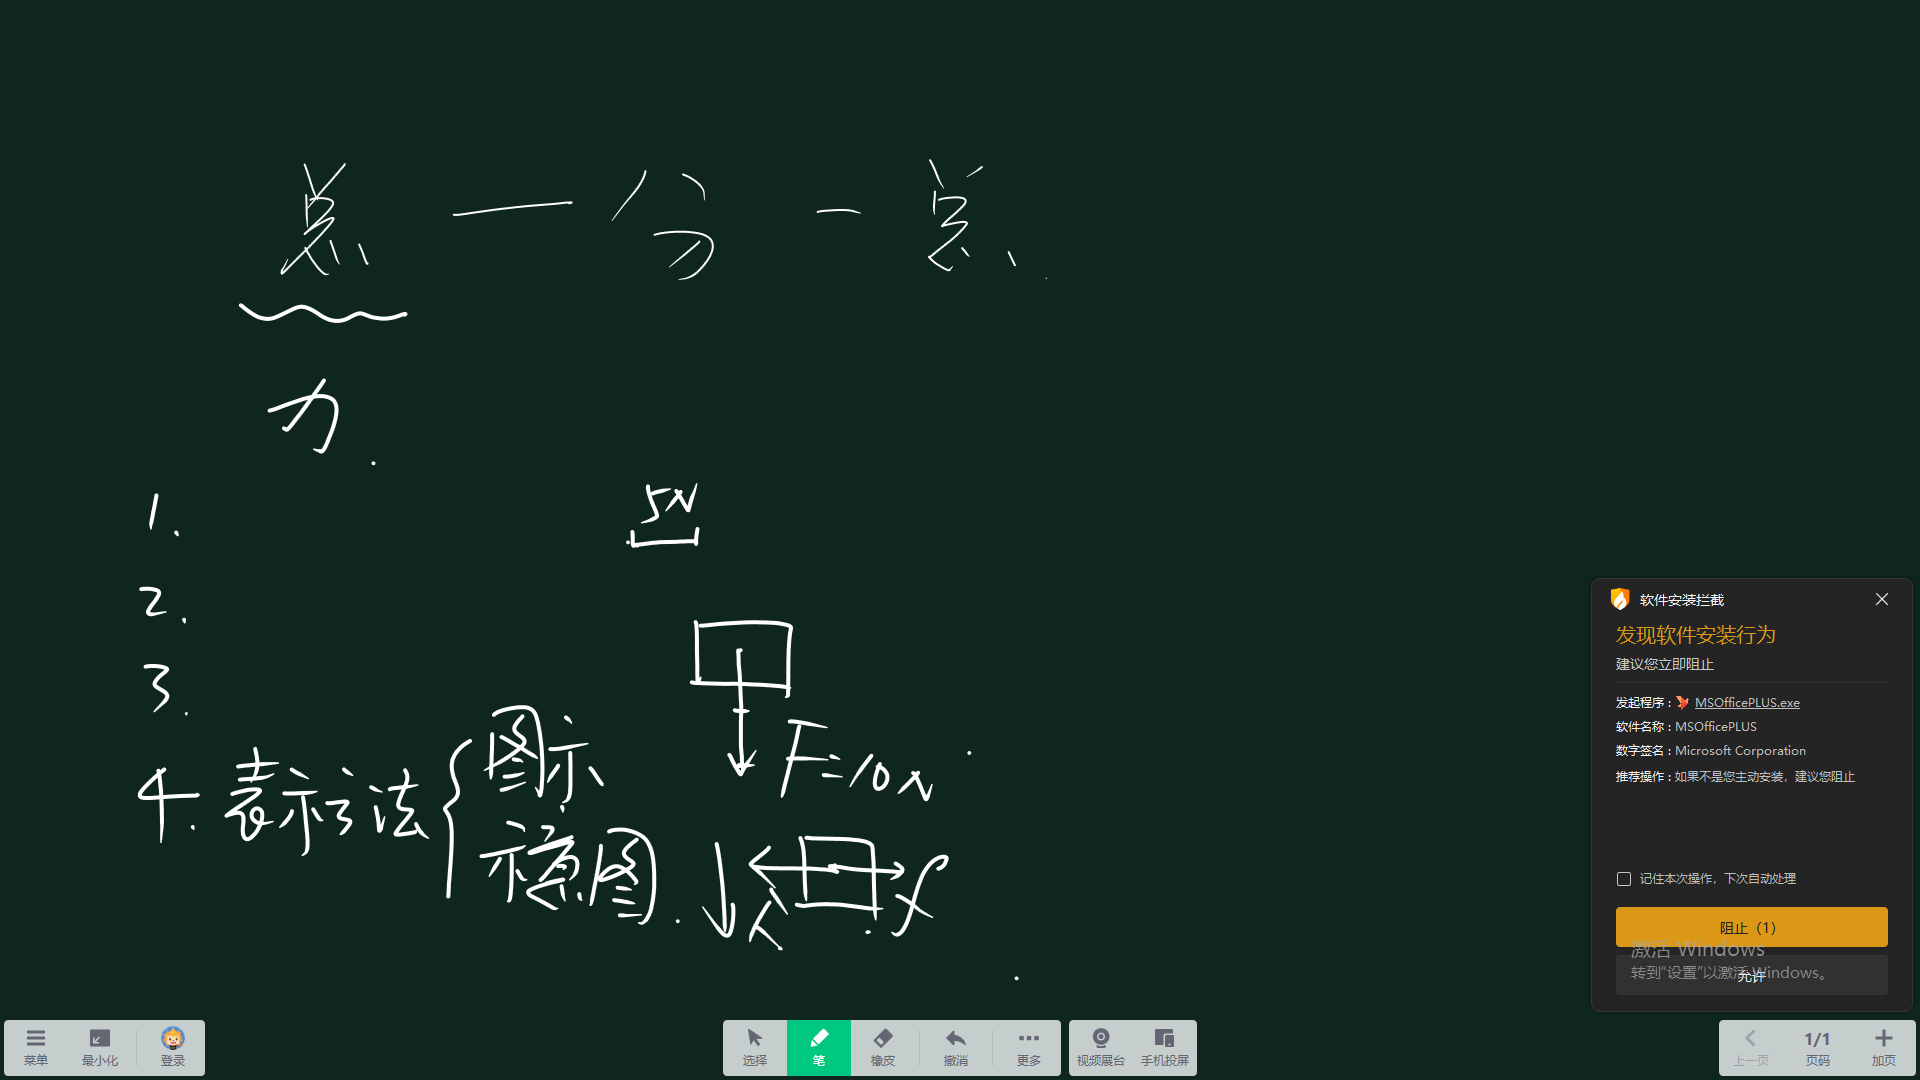 总 — 分 - 总
力.
1.
5N
2.
3.
4. 表示法 { 图示
示意图.
F=10N
f
软件安装拦截
发现软件安装行为
建议您立即阻止
发起程序： MSOfficePLUS.exe
软件名称：MSOfficePLUS
数字签名：Microsoft Corporation
推荐操作：如果不是您主动安装，建议您阻止
记住本次操作，下次自动处理
阻止（1）
允许
激活 Windows
转到“设置”以激活 Windows。
菜单 最小化 登录 选择 笔 橡皮 撤消 更多 视频展台 手机投屏 上一页 1/1 页码 加页